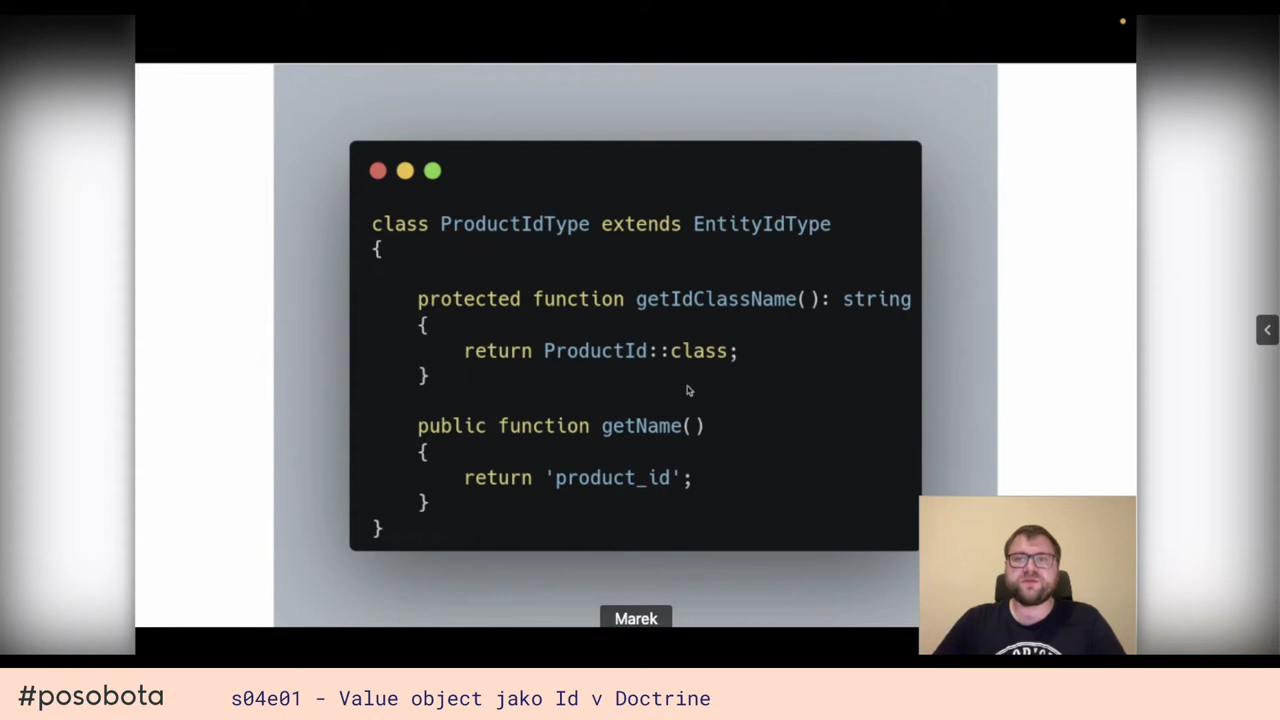 class ProductIdType extends EntityIdType
{
protected function getIdClassName(): string
{
return ProductId::class;
}
public function getName()
{
return 'product_id';
}
}
Marek
#posobota
s04e01 - Value object jako Id v Doctrine